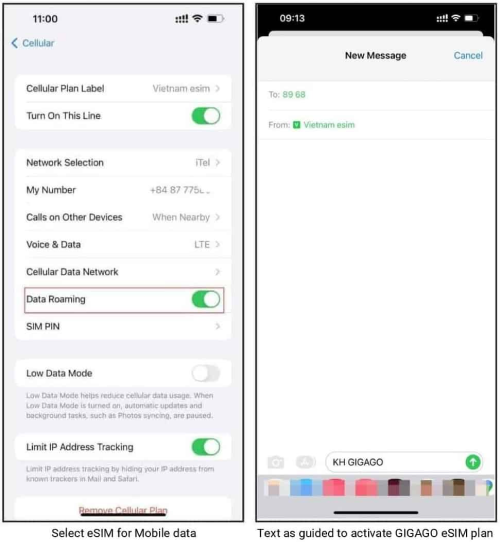 11:00
Cellular
Cellular Plan Label Vietnam esim
Turn On This Line
Network Selection iTel
My Number +84 87 775
Calls on Other Devices When Nearby
Voice & Data LTE
Cellular Data Network
Data Roaming
SIM PIN
Low Data Mode
Low Data Mode helps reduce cellular data usage. When
Low Data Mode is turned on, automatic updates and
background tasks, such as Photos syncing, are paused.
Limit IP Address Tracking
Limit IP address tracking by hiding your IP address from
known trackers in Mail and Safari.
Remove Cellular Plan
Select eSIM for Mobile data
09:13
New Message Cancel
To: 89 68
From: V Vietnam esim
KH GIGAGO
Text as guided to activate GIGAGO eSIM plan